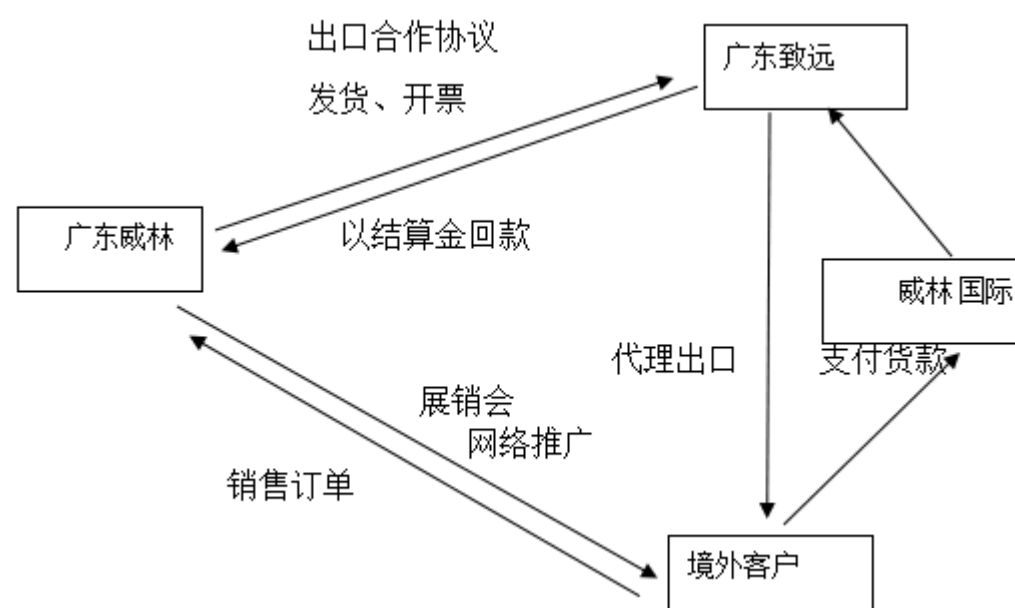 出口合作协议
广东致远
发货、开票
广东威林
以结算金回款
威林国际
代理出口
支付货款
展销会
网络推广
销售订单
境外客户